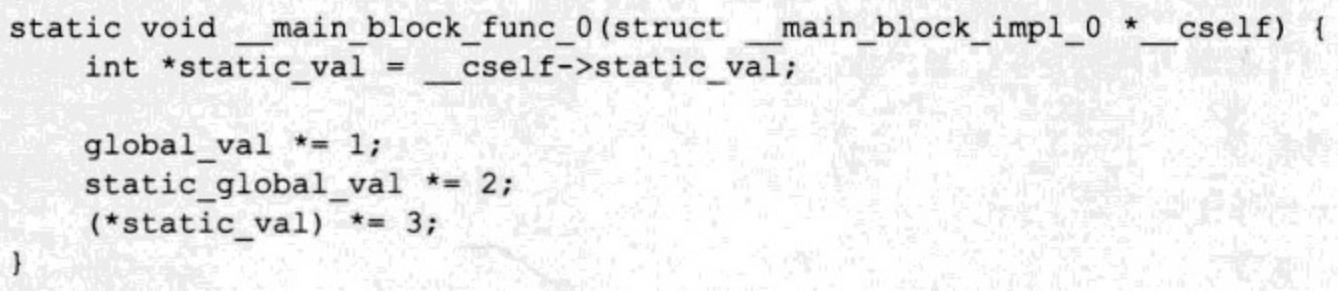 static void __main_block_func_0(struct __main_block_impl_0 *__cself) {
    int *static_val = __cself->static_val;

    global_val *= 1;
    static_global_val *= 2;
    (*static_val) *= 3;
}